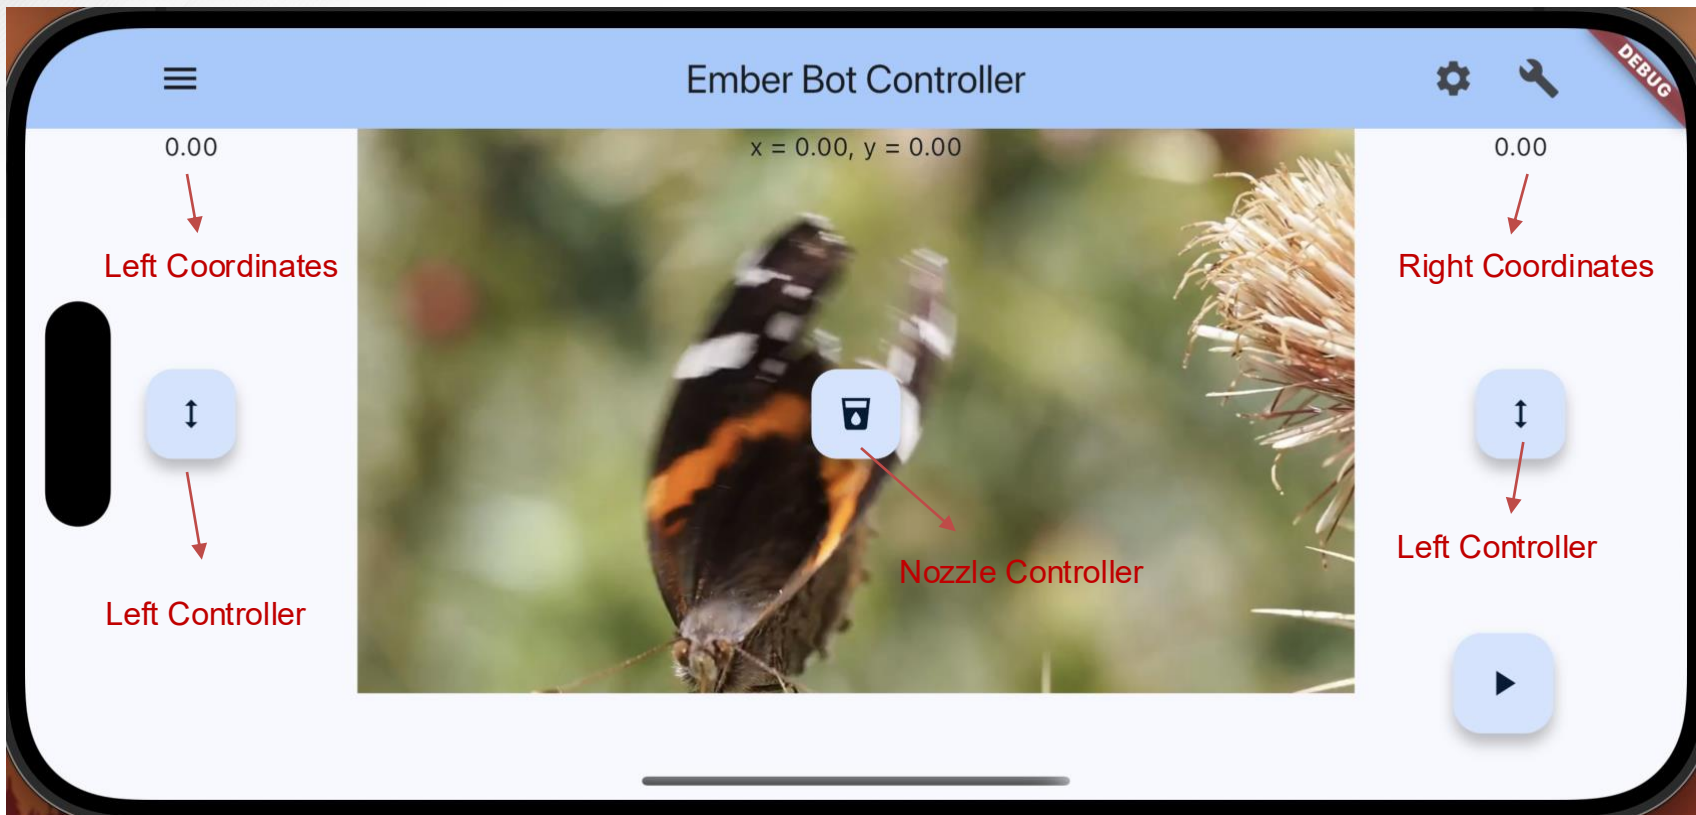 Ember Bot Controller
DEBUG
0.00
x = 0.00, y = 0.00
0.00
Left Coordinates
Right Coordinates
Left Controller
Nozzle Controller
Left Controller